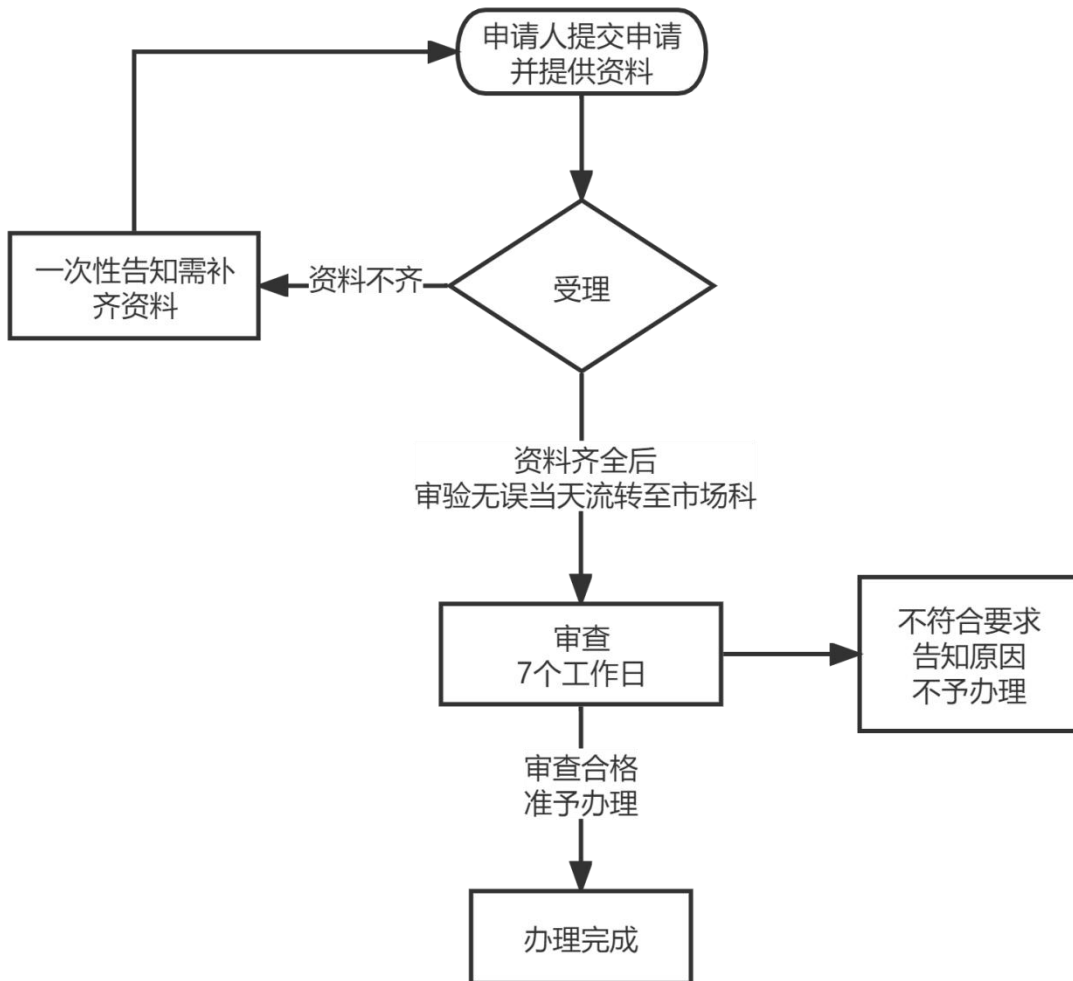 申请人提交申请
并提供资料
一次性告知需补
齐资料
资料不齐
受理
资料齐全后
审验无误当天流转至市场科
审查
7个工作日
不符合要求
告知原因
不予办理
审查合格
准予办理
办理完成